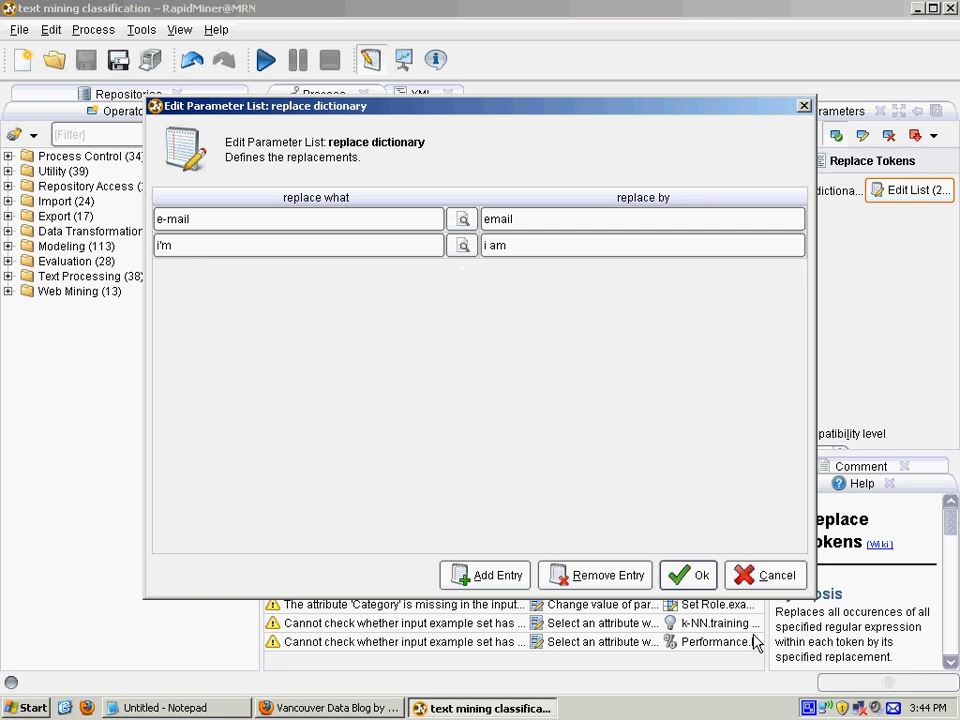 text mining classification – RapidMiner@MRN
File Edit Process Tools View Help
Repositories Process XML
Operato
ameters
[Filter]
Edit Parameter List: replace dictionary
Edit Parameter List: replace dictionary
Defines the replacements.
replace what replace by
e-mail email
i'm i am
Add Entry Remove Entry Ok Cancel
Process Control (34)
Utility (39)
Repository Access (
Import (24)
Export (17)
Data Transformation
Modeling (113)
Evaluation (28)
Text Processing (38)
Web Mining (13)
Replace Tokens
dictiona... Edit List (2...
patibility level
Comment
Help
eplace
okens [Wiki]
psis
Replaces all occurences of all
specified regular expression
within each token by its
specified replacement.
The attribute 'Category' is missing in the input... Change value of par... Set Role.exa...
Cannot check whether input example set has ... Select an attribute w... k-NN.training ...
Cannot check whether input example set has ... Select an attribute w... Performance.
Start Untitled - Notepad Vancouver Data Blog by ... text mining classifica... 3:44 PM